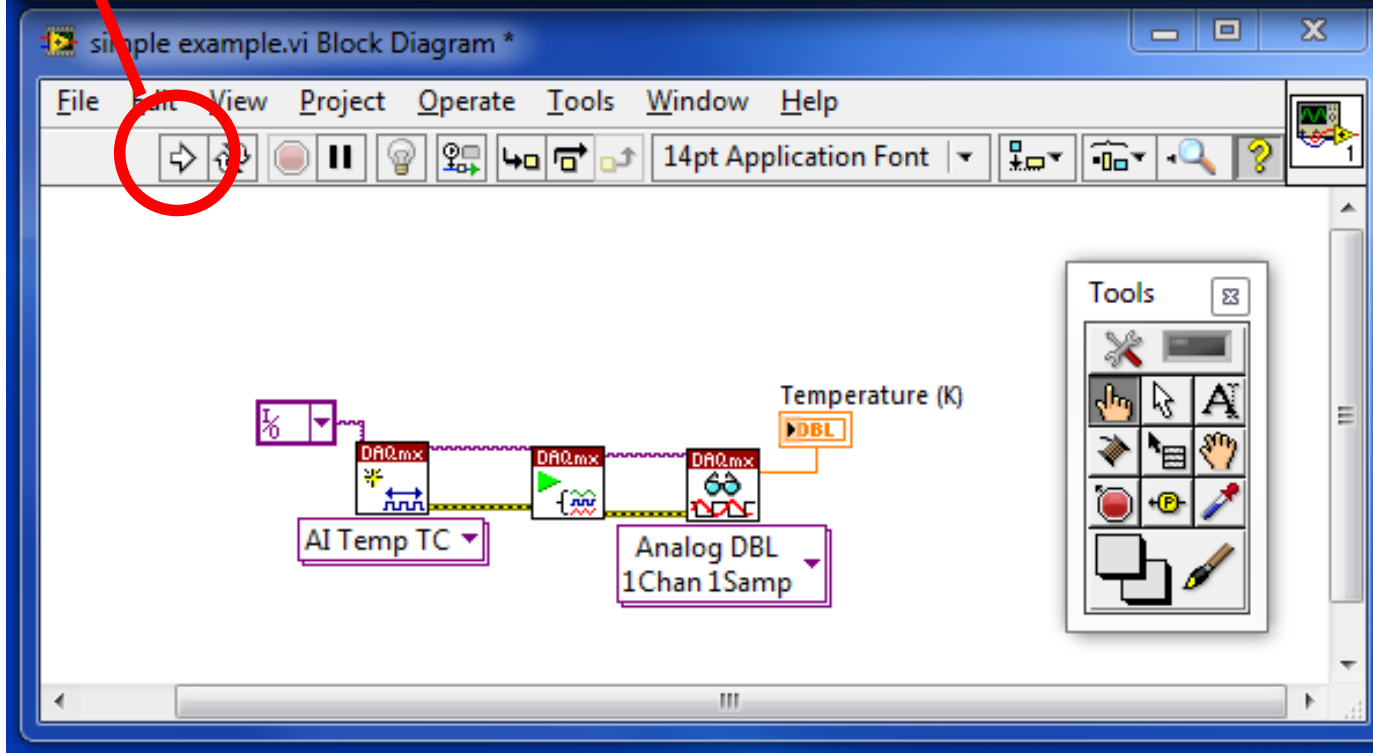 simple example.vi Block Diagram *
File Edit View Project Operate Tools Window Help
14pt Application Font
?
1
Tools
A
P
Temperature (K)
DBL
I/O
DAQmx DAQmx DAQmx
AI Temp TC
Analog DBL
1Chan 1Samp